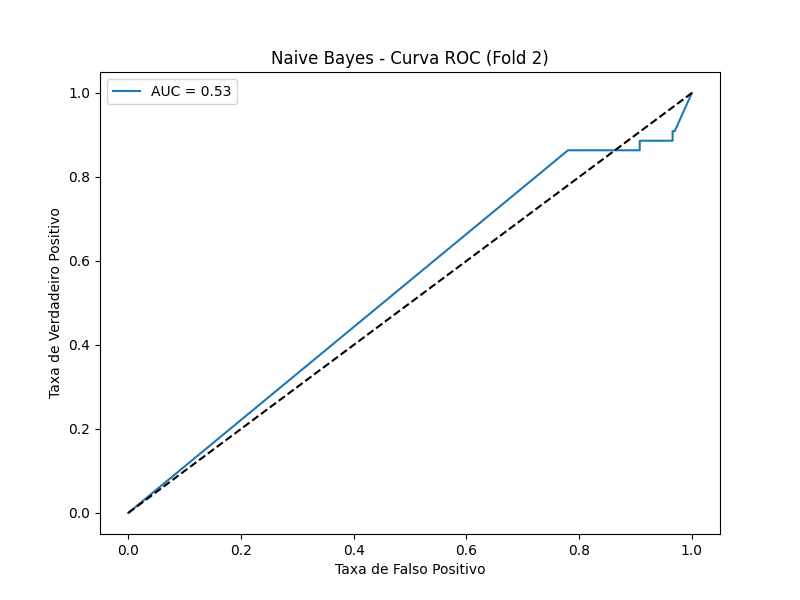 Naive Bayes - Curva ROC (Fold 2)
AUC = 0.53
1.0
0.8
0.6
0.4
0.2
0.0
Taxa de Verdadeiro Positivo
0.0 0.2 0.4 0.6 0.8 1.0
Taxa de Falso Positivo